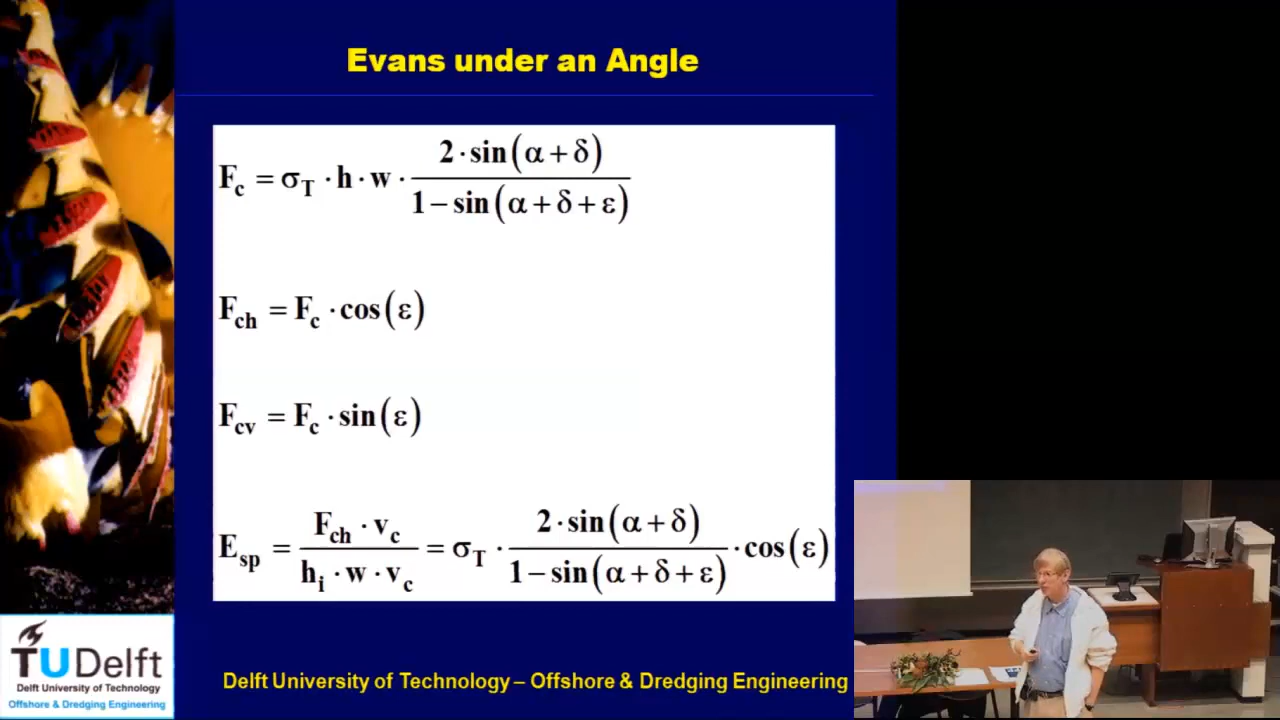 Evans under an Angle
F_c = σ_T · h · w · 2·sin(α+δ) / 1−sin(α+δ+ε)
F_ch = F_c · cos(ε)
F_cv = F_c · sin(ε)
E_sp = F_ch · v_c / h_i · w · v_c = σ_T · 2·sin(α+δ) / 1−sin(α+δ+ε) · cos(ε)
TUDelft
Delft University of Technology
Offshore & Dredging Engineering
Delft University of Technology – Offshore & Dredging Engineering